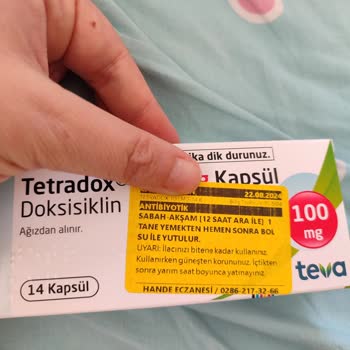 ika dik durunuz.
Tetradox®
Kapsül
Doksisiklin
Ağızdan alınır.
100
mg
14 Kapsül
teva
22.08.2024
ANTİBİYOTİK
SABAH-AKŞAM (12 SAAT ARA İLE) 1
TANE YEMEKTEN HEMEN SONRA BOL
SU İLE YUTULUR.
UYARI: İlacınızı bitene kadar kullanınız.
Kullanırken güneşten korununuz. İçtikten
sonra yarım saat boyunca yatmayınız.
HANDE ECZANESİ / 0286-217-32-66